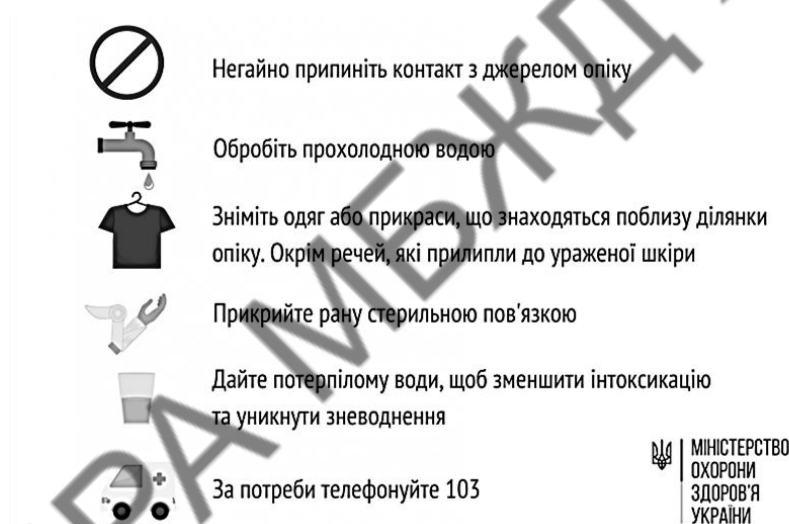 Негайно припиніть контакт з джерелом опіку
Обробіть прохолодною водою
Зніміть одяг або прикраси, що знаходяться поблизу ділянки
опіку. Окрім речей, які прилипли до ураженої шкіри
Прикрийте рану стерильною пов'язкою
Дайте потерпілому води, щоб зменшити інтоксикацію
та уникнути зневоднення
За потреби телефонуйте 103
МІНІСТЕРСТВО
ОХОРОНИ
ЗДОРОВ'Я
УКРАЇНИ
РА МБЖД